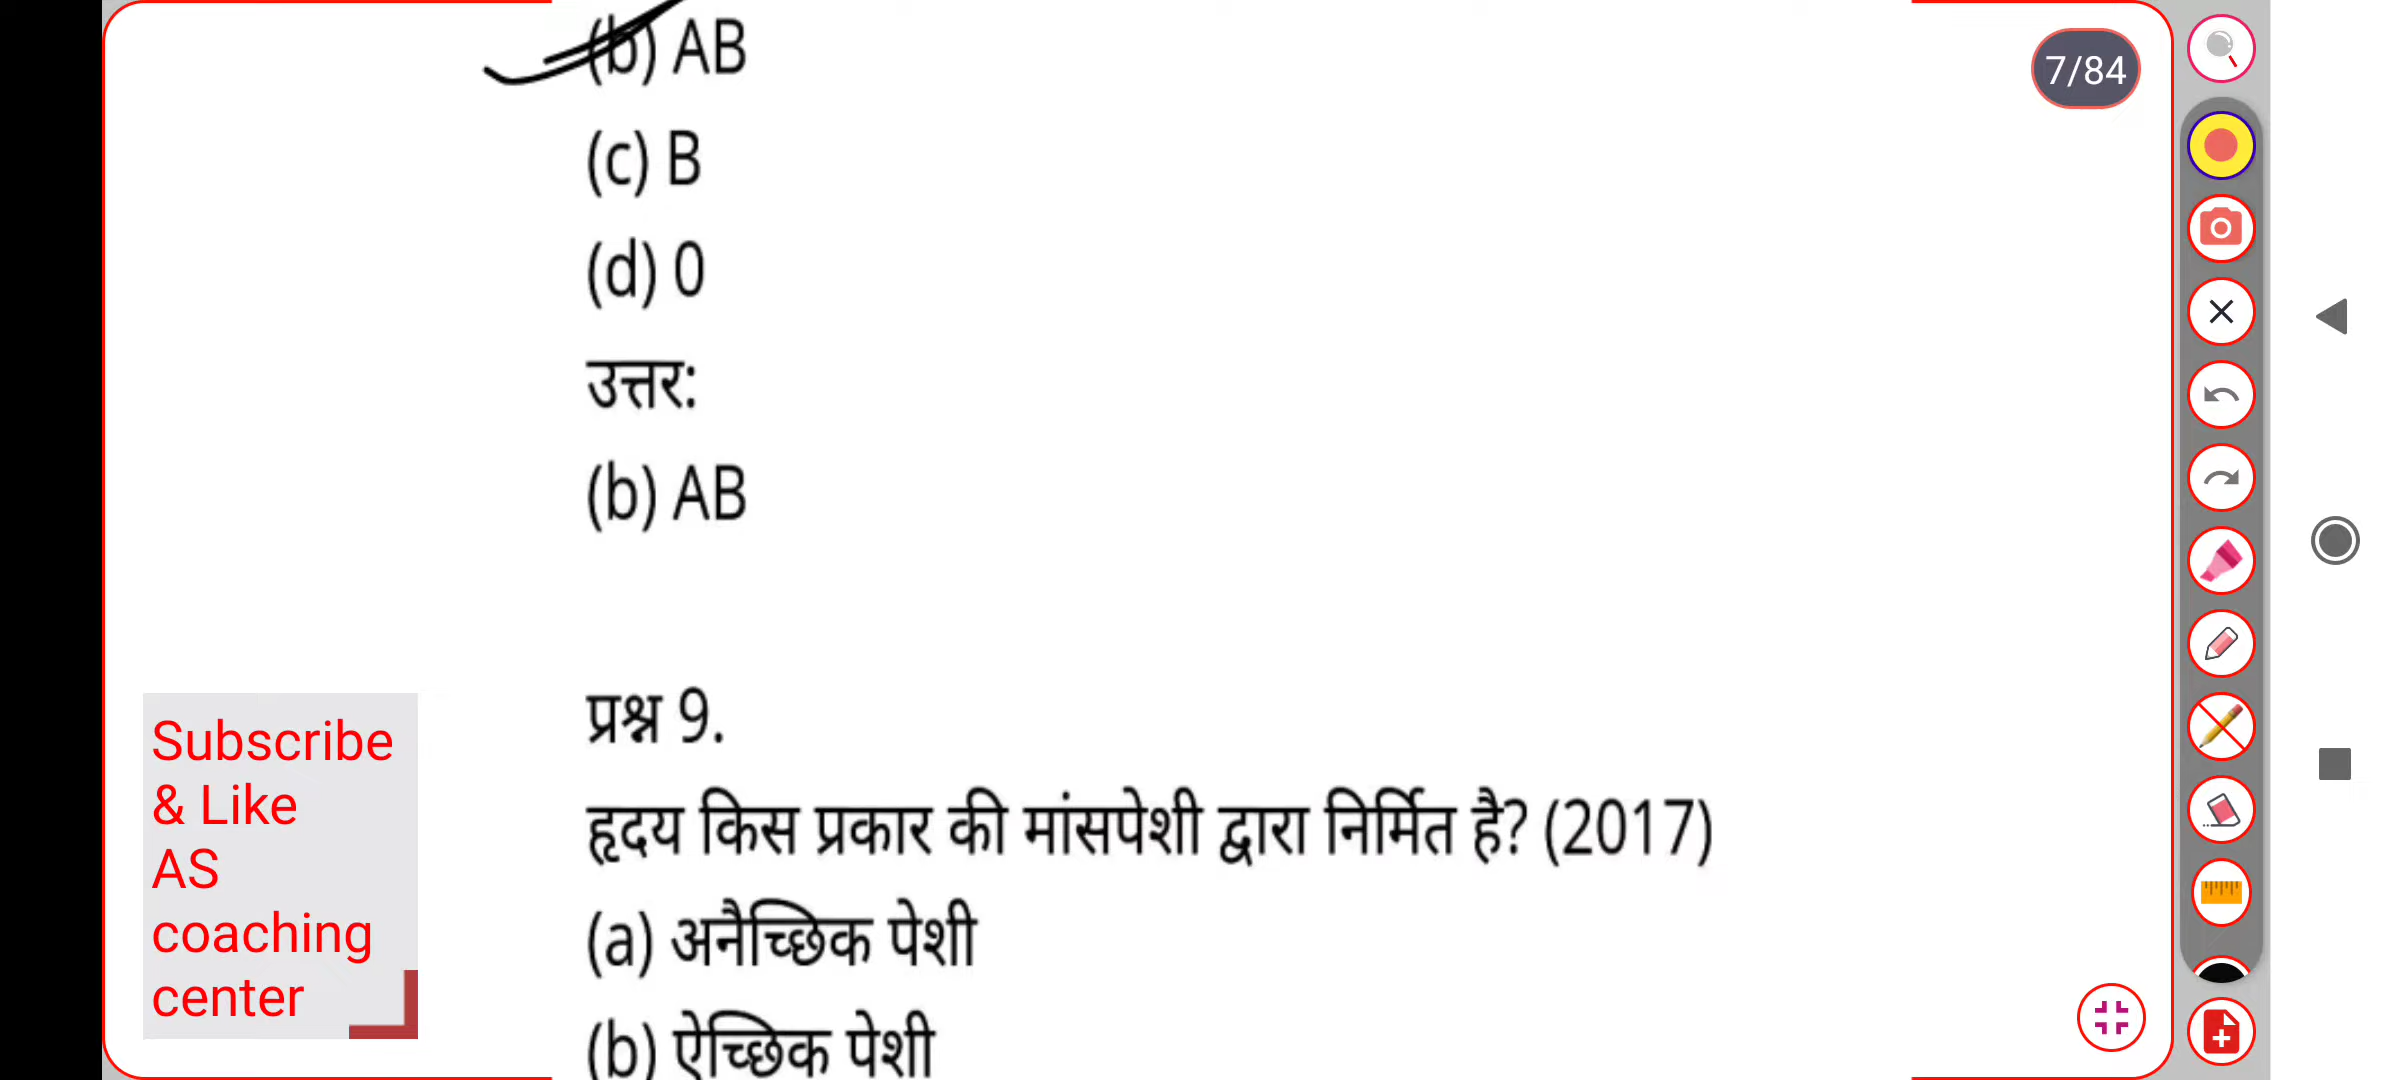 (b) AB
7/84
(c) B
(d) 0
उत्तर:
(b) AB
प्रश्न 9.
हृदय किस प्रकार की मांसपेशी द्वारा निर्मित है? (2017)
(a) अनैच्छिक पेशी
(b) ऐच्छिक पेशी
Subscribe
& Like
AS
coaching
center